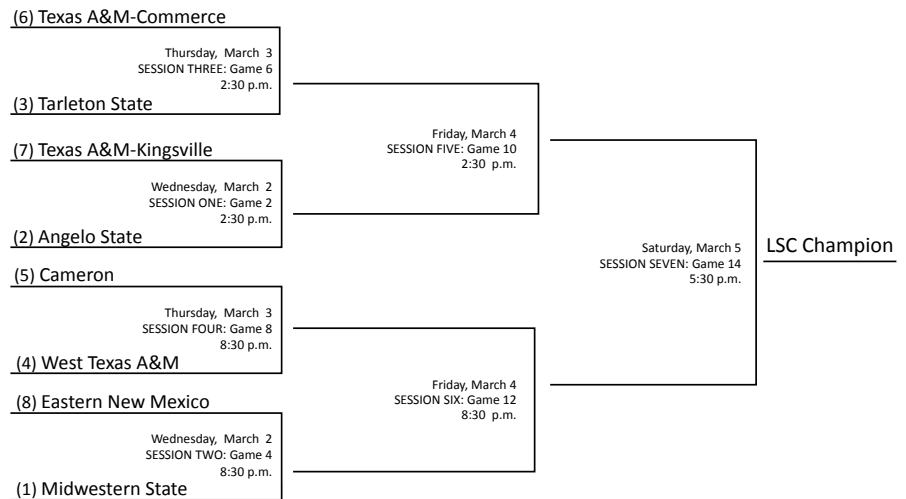 (6) Texas A&M-Commerce
Thursday, March 3
SESSION THREE: Game 6
2:30 p.m.
(3) Tarleton State
(7) Texas A&M-Kingsville
Wednesday, March 2
SESSION ONE: Game 2
2:30 p.m.
(2) Angelo State
(5) Cameron
Thursday, March 3
SESSION FOUR: Game 8
8:30 p.m.
(4) West Texas A&M
(8) Eastern New Mexico
Wednesday, March 2
SESSION TWO: Game 4
8:30 p.m.
(1) Midwestern State
Friday, March 4
SESSION FIVE: Game 10
2:30 p.m.
Friday, March 4
SESSION SIX: Game 12
8:30 p.m.
Saturday, March 5
SESSION SEVEN: Game 14
5:30 p.m.
LSC Champion